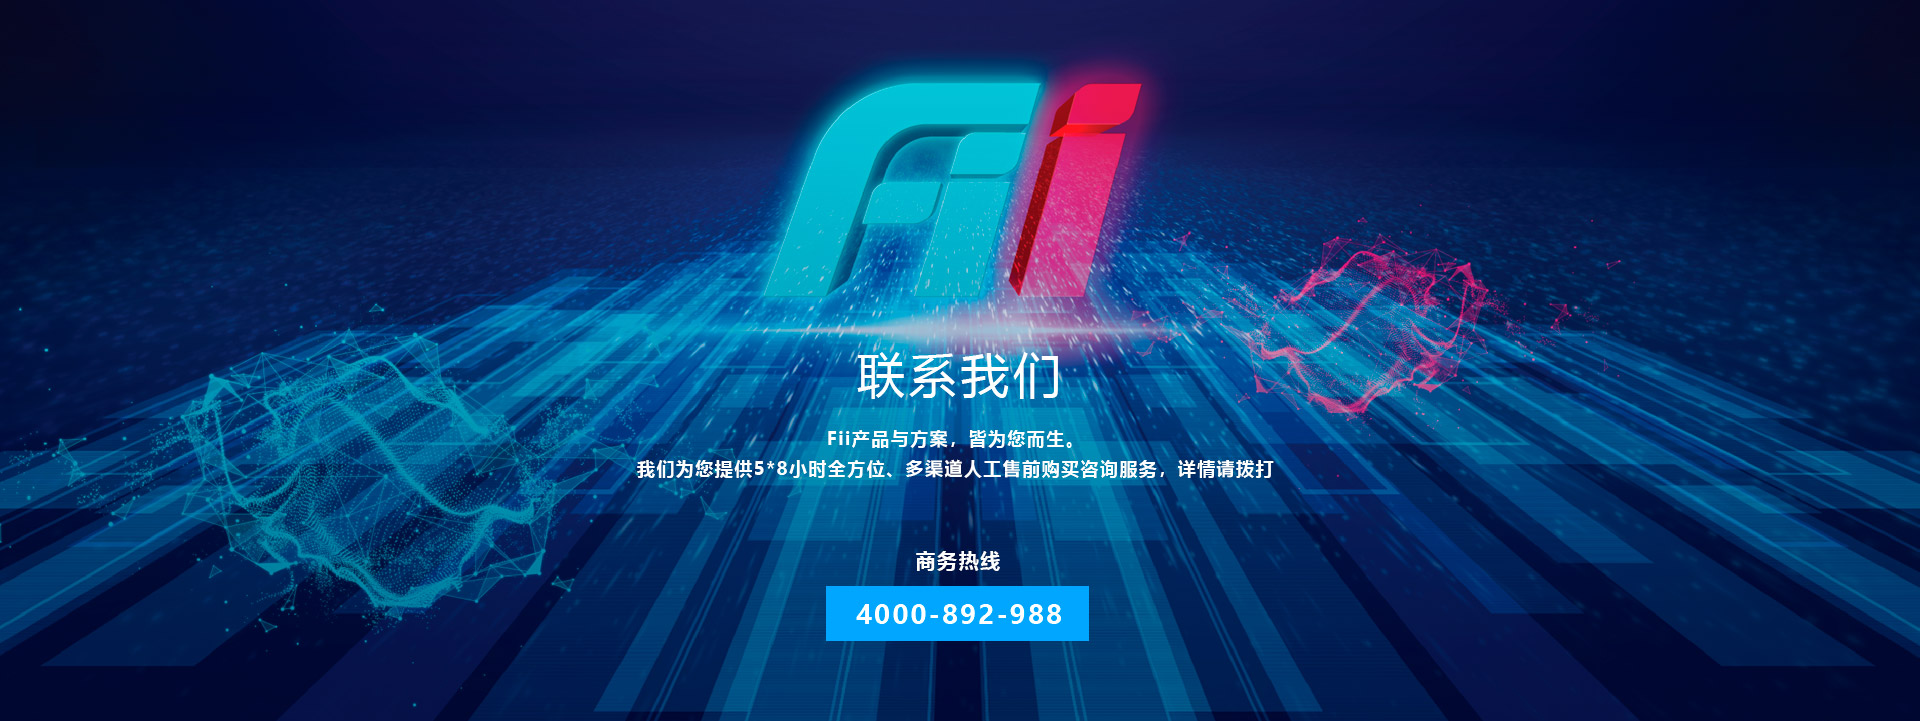 Fii
联系我们
Fii产品与方案，皆为您而生。
我们为您提供5*8小时全方位、多渠道人工售前购买咨询服务，详情请拨打
商务热线
4000-892-988